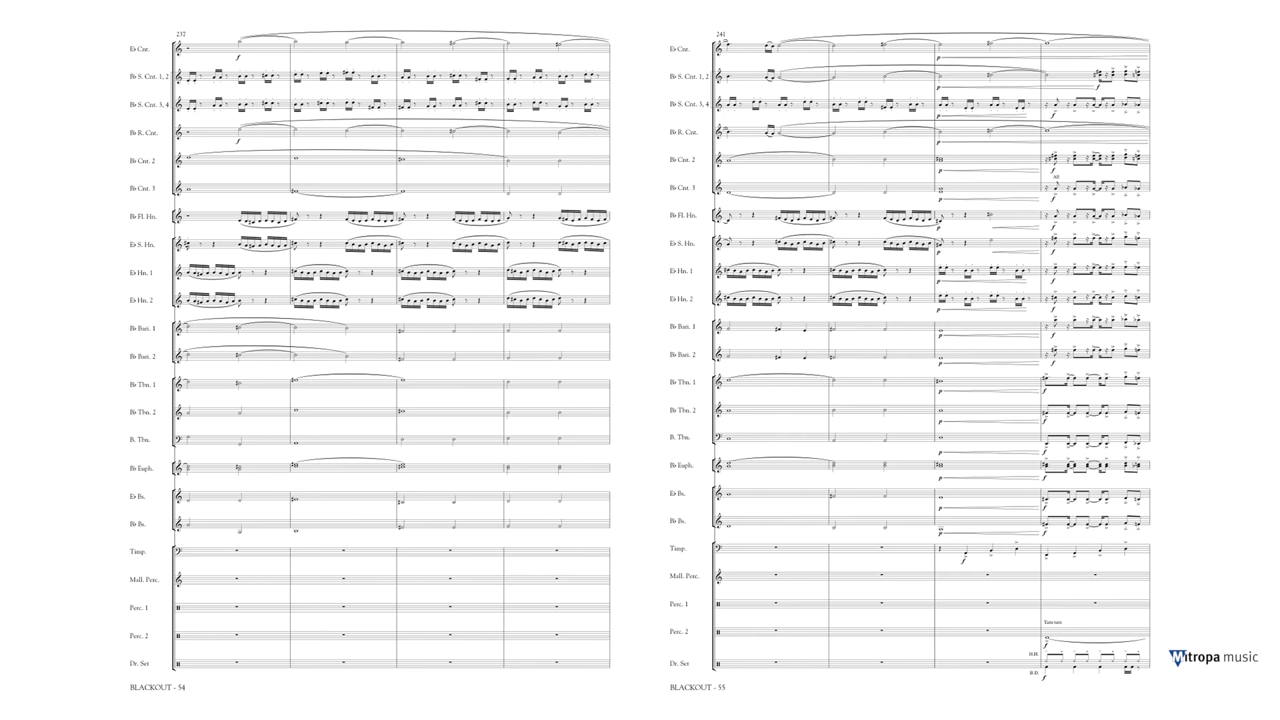 237
E♭ Cnt.
f
B♭ S. Cnt. 1, 2
B♭ S. Cnt. 3, 4
B♭ R. Cnt.
f
B♭ Cnt. 2
B♭ Cnt. 3
B♭ Fl. Hn.
E♭ S. Hn.
E♭ Hn. 1
E♭ Hn. 2
B♭ Bari. 1
B♭ Bari. 2
B♭ Tbn. 1
B♭ Tbn. 2
B. Tbn.
B♭ Euph.
E♭ Bs.
B♭ Bs.
Timp.
Mall. Perc.
Perc. 1
Perc. 2
Dr. Set
BLACKOUT - 54
241
E♭ Cnt.
p
B♭ S. Cnt. 1, 2
p f
B♭ S. Cnt. 3, 4
p f
B♭ R. Cnt.
p
B♭ Cnt. 2
p f
All
B♭ Cnt. 3
p f
B♭ Fl. Hn.
p f
E♭ S. Hn.
p f
E♭ Hn. 1
p f
E♭ Hn. 2
p f
B♭ Bari. 1
p f
B♭ Bari. 2
p f
B♭ Tbn. 1
p f
B♭ Tbn. 2
p f
B. Tbn.
p f
B♭ Euph.
p f
E♭ Bs.
p f
B♭ Bs.
p f
Timp.
f
Mall. Perc.
Perc. 1
Tam-tam
Perc. 2
f
H.H.
Dr. Set
B.D.
f
BLACKOUT - 55
Mitropa music